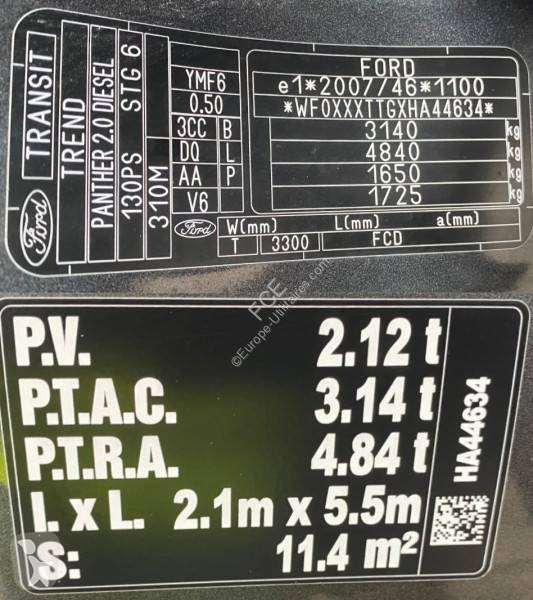 Ford
TRANSIT
TREND
PANTHER 2.0 DIESEL
130PS STG 6
310M
YMF6
0.50
3CC B
DQ L
AA P
V6
FORD
e1*2007/46*1100
*WF0XXXTTGXHA44634*
3140 kg
4840 kg
1650 kg
1725 kg
Ford
W(mm) L(mm) a(mm)
T 3300 FCD
FCE
©Europe-Utilitaires.com
P.V. 2.12 t
P.T.A.C. 3.14 t
P.T.R.A. 4.84 t
l. x L. 2.1m x 5.5m
S: 11.4 m²
HA44634